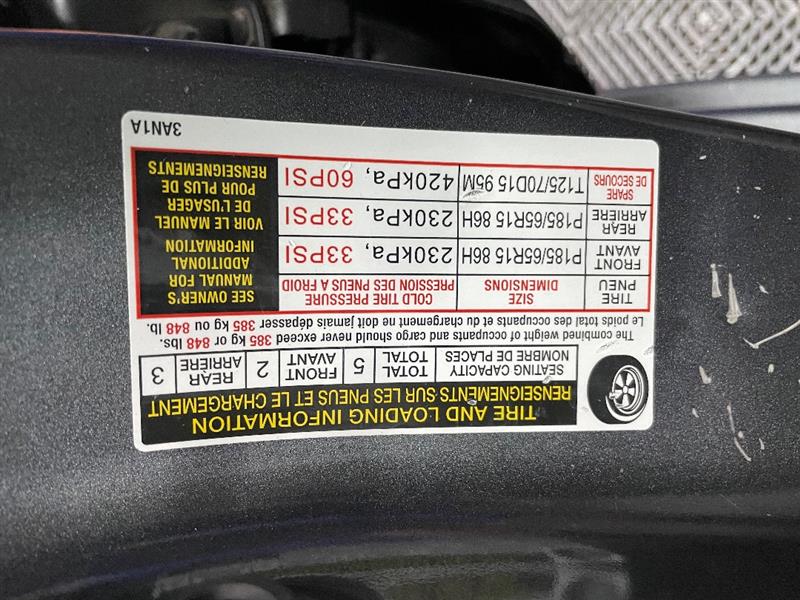 TIRE AND LOADING INFORMATION
RENSEIGNEMENTS SUR LES PNEUS ET LE CHARGEMENT
SEATING CAPACITY
NOMBRE DE PLACES
TOTAL
TOTAL
5
FRONT
AVANT
2
REAR
ARRIÈRE
3
The combined weight of occupants and cargo should never exceed 385 kg or 848 lbs.
Le poids total des occupants et du chargement ne doit jamais dépasser 385 kg ou 848 lb.
TIRE
PNEU
SIZE
DIMENSIONS
COLD TIRE PRESSURE
PRESSION DES PNEUS À FROID
FRONT
AVANT
P185/65R15 86H
230kPa, 33PSI
REAR
ARRIÈRE
P185/65R15 86H
230kPa, 33PSI
SPARE
DE SECOURS
T125/70D15 95M
420kPa, 60PSI
SEE OWNER'S
MANUAL FOR
ADDITIONAL
INFORMATION
VOIR LE MANUEL
DE L'USAGER
POUR PLUS DE
RENSEIGNEMENTS
3AN1A